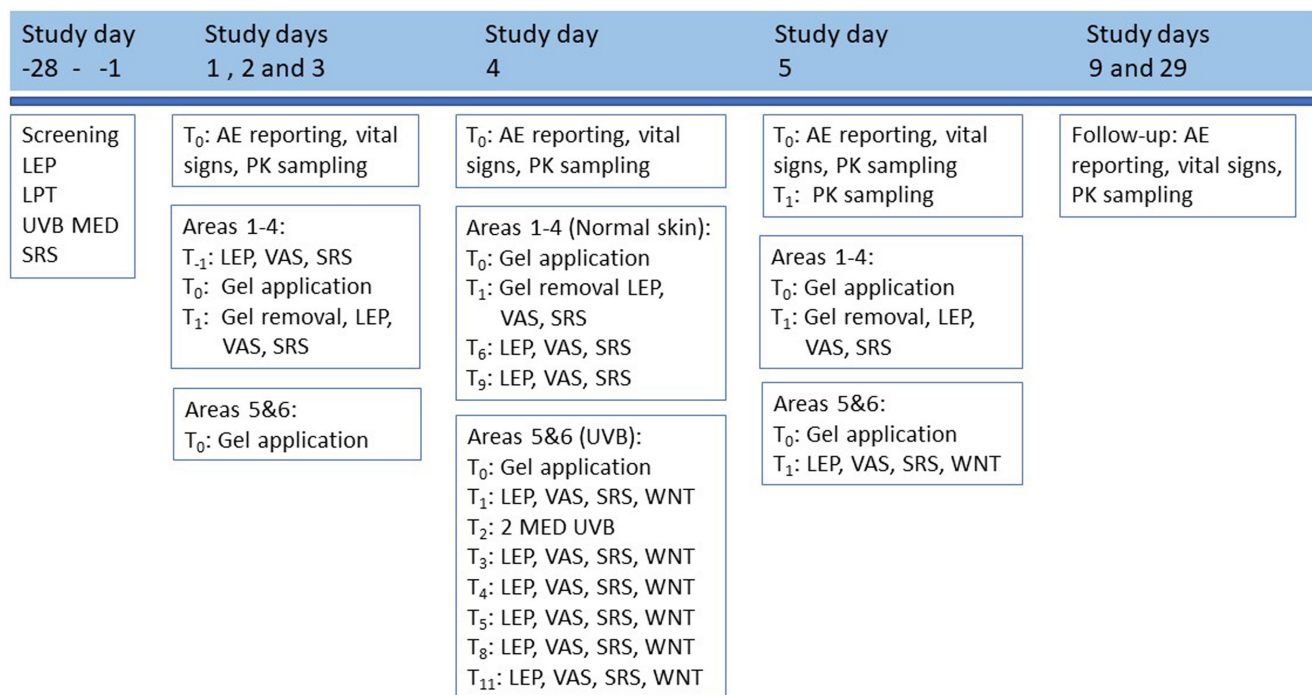 Study day
-28 - -1
Study days
1 , 2 and 3
Study day
4
Study day
5
Study days
9 and 29
Screening
LEP
LPT
UVB MED
SRS
T₀: AE reporting, vital
signs, PK sampling
Areas 1-4:
T₋₁: LEP, VAS, SRS
T₀: Gel application
T₁: Gel removal, LEP,
VAS, SRS
Areas 5&6:
T₀: Gel application
T₀: AE reporting, vital
signs, PK sampling
Areas 1-4 (Normal skin):
T₀: Gel application
T₁: Gel removal LEP,
VAS, SRS
T₆: LEP, VAS, SRS
T₉: LEP, VAS, SRS
Areas 5&6 (UVB):
T₀: Gel application
T₁: LEP, VAS, SRS, WNT
T₂: 2 MED UVB
T₃: LEP, VAS, SRS, WNT
T₄: LEP, VAS, SRS, WNT
T₅: LEP, VAS, SRS, WNT
T₈: LEP, VAS, SRS, WNT
T₁₁: LEP, VAS, SRS, WNT
T₀: AE reporting, vital
signs, PK sampling
T₁: PK sampling
Areas 1-4:
T₀: Gel application
T₁: Gel removal, LEP,
VAS, SRS
Areas 5&6:
T₀: Gel application
T₁: LEP, VAS, SRS, WNT
Follow-up: AE
reporting, vital signs,
PK sampling